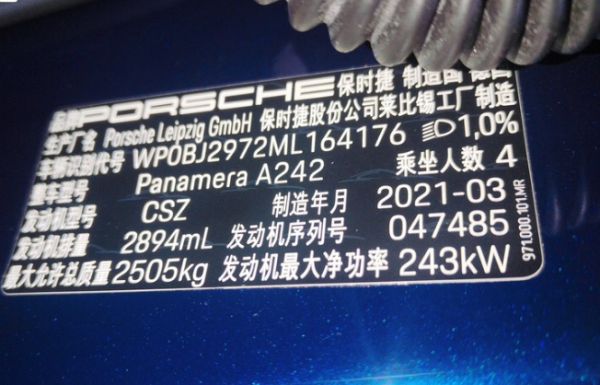 品牌 PORSCHE 保时捷 制造国 德国
生产厂名 Porsche Leipzig GmbH 保时捷股份公司莱比锡工厂制造
车辆识别代号 WP0BJ2972ML164176 1,0%
整车型号 Panamera A242 乘坐人数 4
发动机型号 CSZ 制造年月 2021-03
发动机排量 2894mL 发动机序列号 047485
最大允许总质量 2505kg 发动机最大净功率 243kW
971.000.101.MR